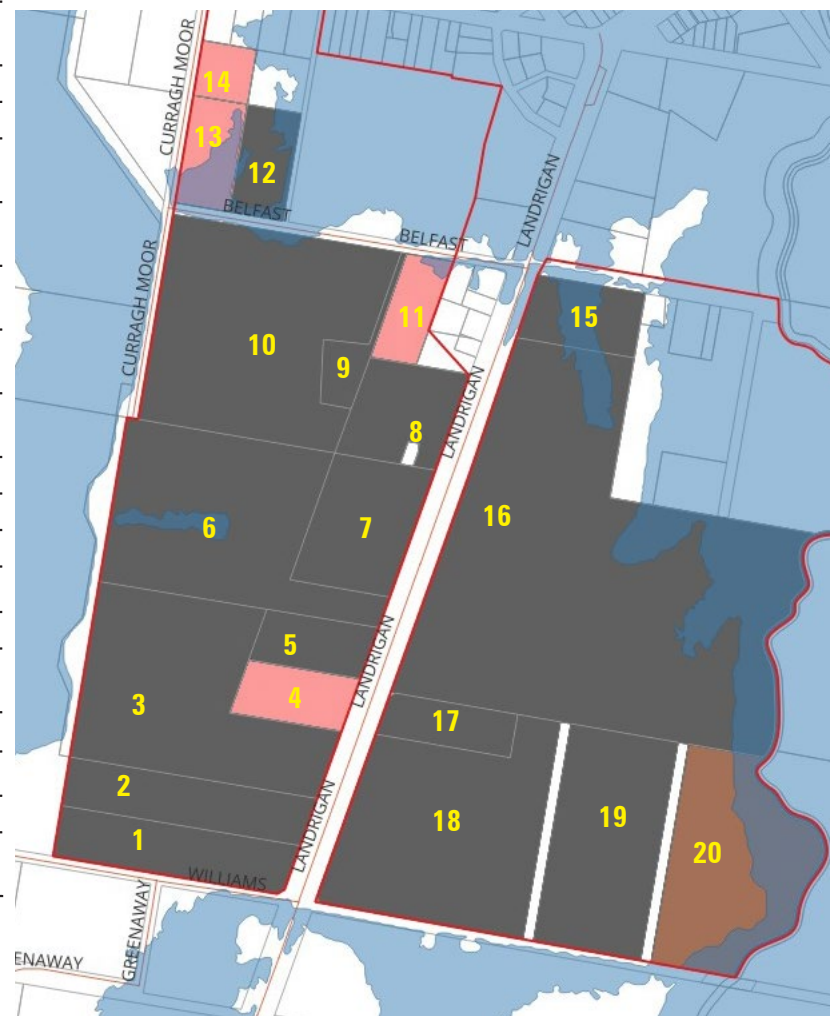 CURRAGH MOOR
14
13
12
BELFAST
BELFAST
LANDRIGAN
CURRAGH MOOR
11
15
10
9
LANDRIGAN
8
16
6
7
5
LANDRIGAN
4
3
17
2
18
19
1
LANDRIGAN
20
WILLIAMS
GREENAWAY
ENAWAY